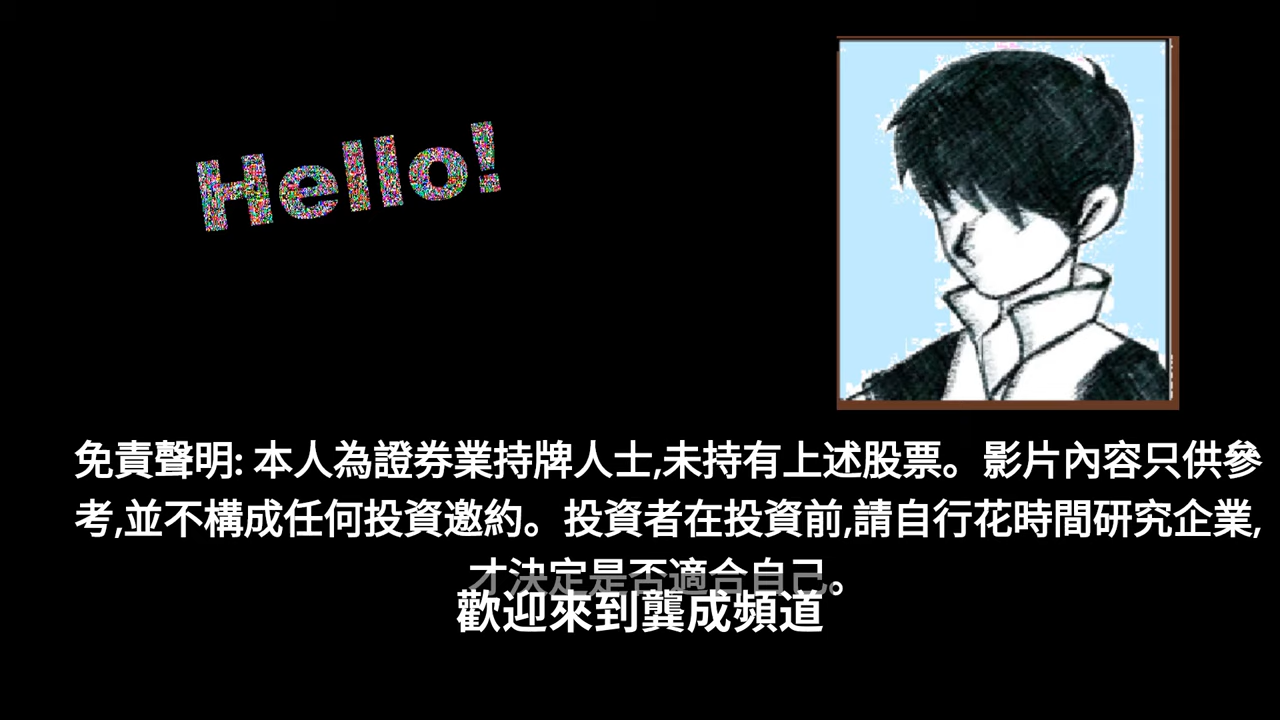 Hello!
免責聲明: 本人為證券業持牌人士,未持有上述股票。影片內容只供參
考,並不構成任何投資邀約。投資者在投資前,請自行花時間研究企業,
才決定是否適合自己。
歡迎來到龔成頻道